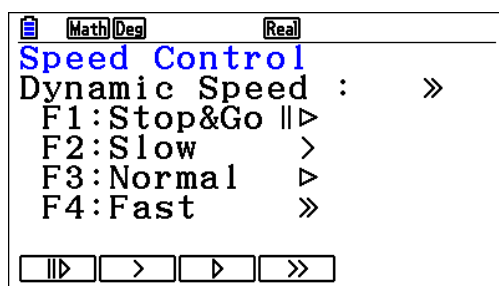 Math Deg Real
Speed Control
Dynamic Speed : »
F1:Stop&Go ||▷
F2:Slow >
F3:Normal ▷
F4:Fast »
||▷ > ▷ >>